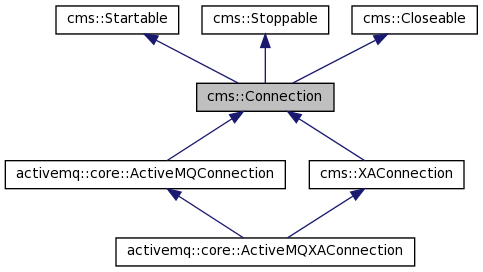 cms::Startable
cms::Stoppable
cms::Closeable
cms::Connection
activemq::core::ActiveMQConnection
cms::XAConnection
activemq::core::ActiveMQXAConnection